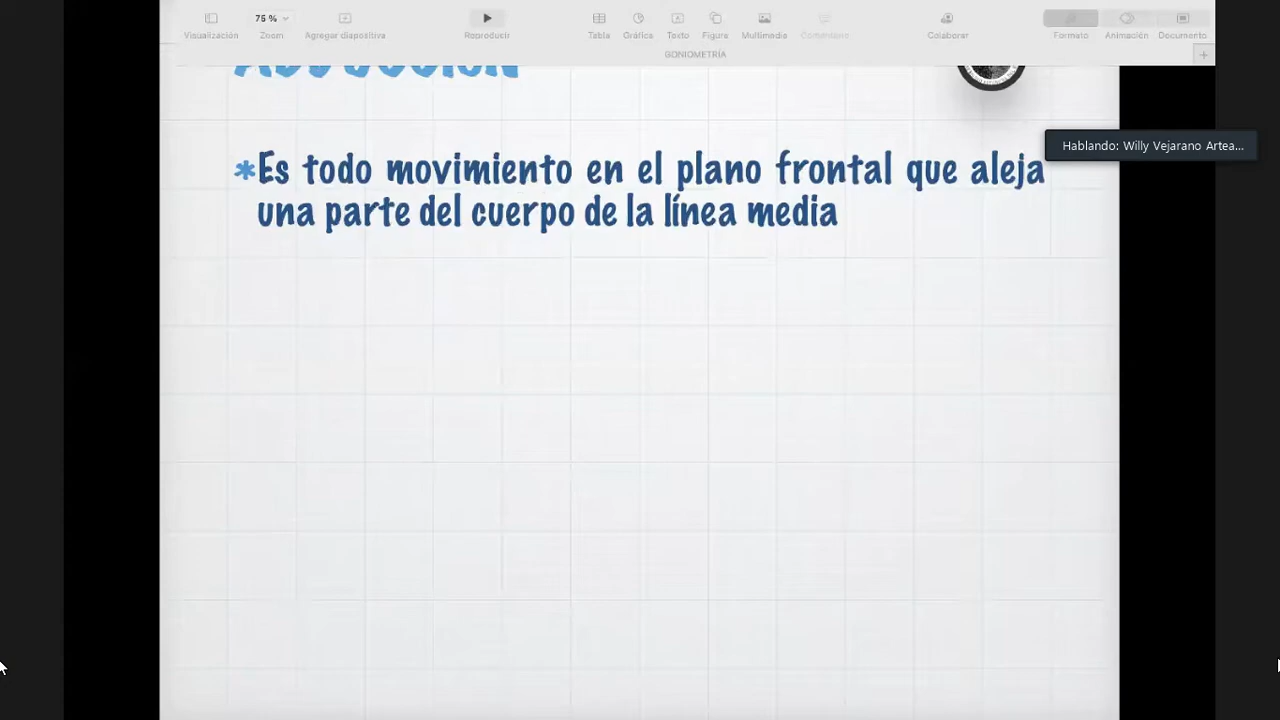 75 %
Visualización Zoom Agregar diapositiva Reproducir Tabla Gráfica Texto Figura Multimedia Comentario Colaborar Formato Animación Documento
GONIOMETRÍA
Hablando: Willy Vejarano Artea...
*Es todo movimiento en el plano frontal que aleja
una parte del cuerpo de la línea media